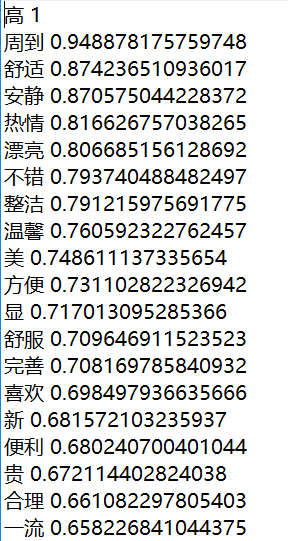 高 1
周到 0.948878175759748
舒适 0.874236510936017
安静 0.870575044228372
热情 0.816626757038265
漂亮 0.806685156128692
不错 0.793740488482497
整洁 0.791215975691775
温馨 0.760592322762457
美 0.748611137335654
方便 0.731102822326942
显 0.717013095285366
舒服 0.709646911523523
完善 0.708169785840932
喜欢 0.698497936635666
新 0.681572103235937
便利 0.680240700401044
贵 0.672114402824038
合理 0.661082297805403
一流 0.658226841044375